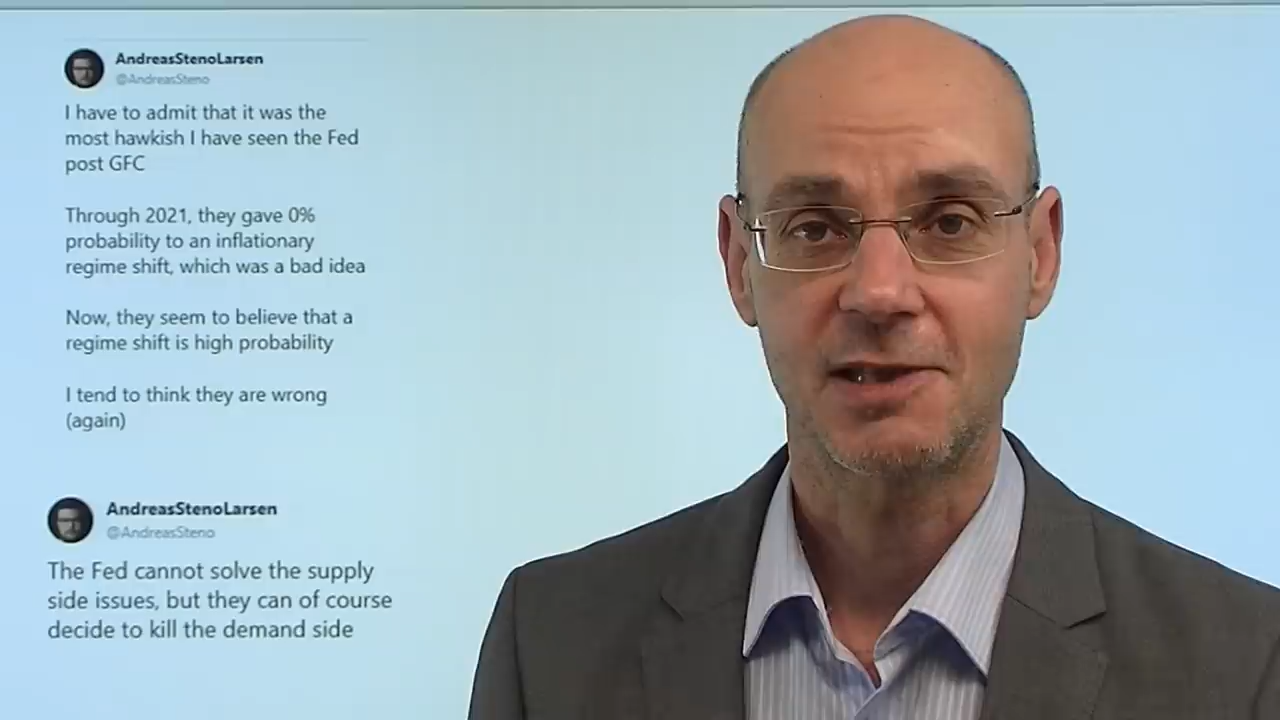 AndreasStenoLarsen
@AndreasSteno
I have to admit that it was the
most hawkish I have seen the Fed
post GFC
Through 2021, they gave 0%
probability to an inflationary
regime shift, which was a bad idea
Now, they seem to believe that a
regime shift is high probability
I tend to think they are wrong
(again)
AndreasStenoLarsen
@AndreasSteno
The Fed cannot solve the supply
side issues, but they can of course
decide to kill the demand side